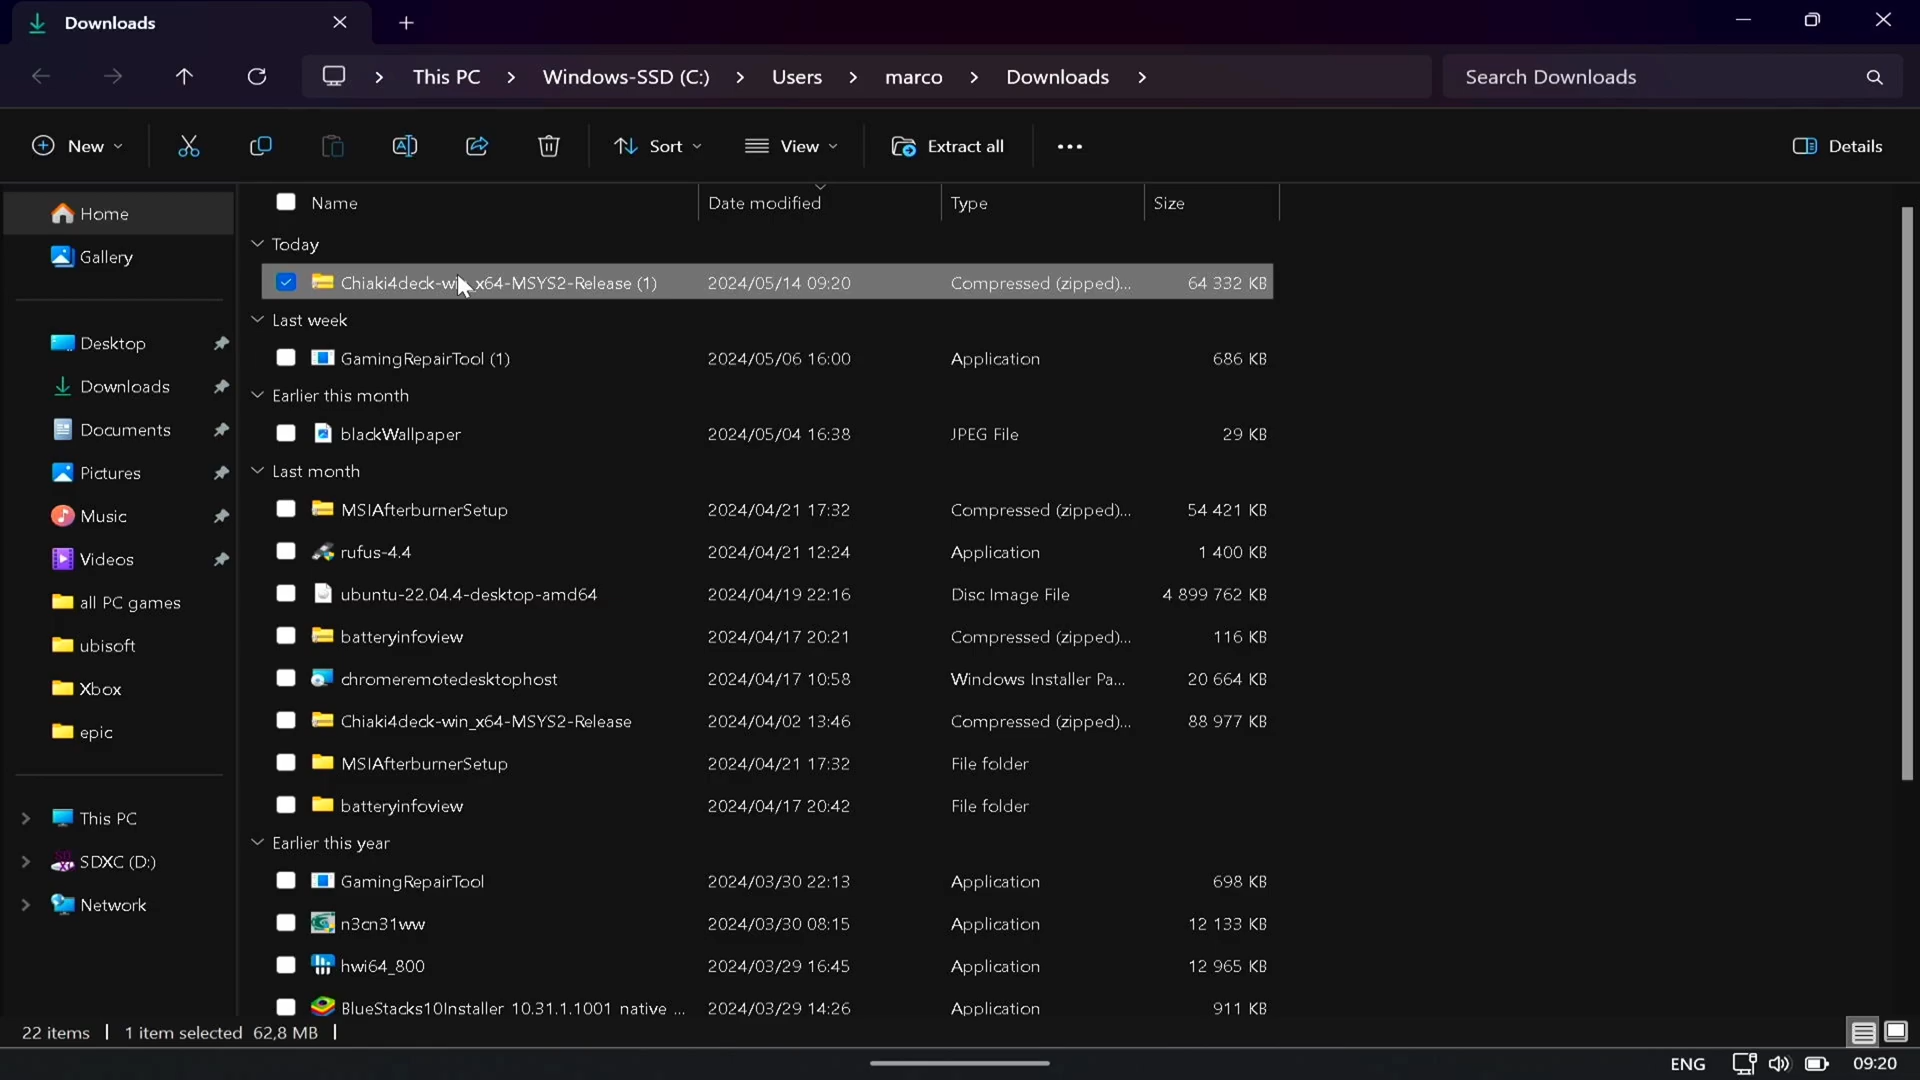 Downloads
This PC Windows-SSD (C:) Users marco Downloads
Search Downloads
New
Sort
View
Extract all
Details
Home
Gallery
Desktop
Downloads
Documents
Pictures
Music
Videos
all PC games
ubisoft
Xbox
epic
This PC
SDXC (D:)
Network
Name Date modified Type Size
Today
Chiaki4deck-win_x64-MSYS2-Release (1) 2024/05/14 09:20 Compressed (zipped)... 64 332 KB
Last week
GamingRepairTool (1) 2024/05/06 16:00 Application 686 KB
Earlier this month
blackWallpaper 2024/05/04 16:38 JPEG File 29 KB
Last month
MSIAfterburnerSetup 2024/04/21 17:32 Compressed (zipped)... 54 421 KB
rufus-4.4 2024/04/21 12:24 Application 1 400 KB
ubuntu-22.04.4-desktop-amd64 2024/04/19 22:16 Disc Image File 4 899 762 KB
batteryinfoview 2024/04/17 20:21 Compressed (zipped)... 116 KB
chromeremotedesktophost 2024/04/17 10:58 Windows Installer Pa... 20 664 KB
Chiaki4deck-win_x64-MSYS2-Release 2024/04/02 13:46 Compressed (zipped)... 88 977 KB
MSIAfterburnerSetup 2024/04/21 17:32 File folder
batteryinfoview 2024/04/17 20:42 File folder
Earlier this year
GamingRepairTool 2024/03/30 22:13 Application 698 KB
n3cn31ww 2024/03/30 08:15 Application 12 133 KB
hwi64_800 2024/03/29 16:45 Application 12 965 KB
BlueStacks10Installer 10.31.1.1001 native ... 2024/03/29 14:26 Application 911 KB
22 items 1 item selected 62,8 MB
ENG 09:20